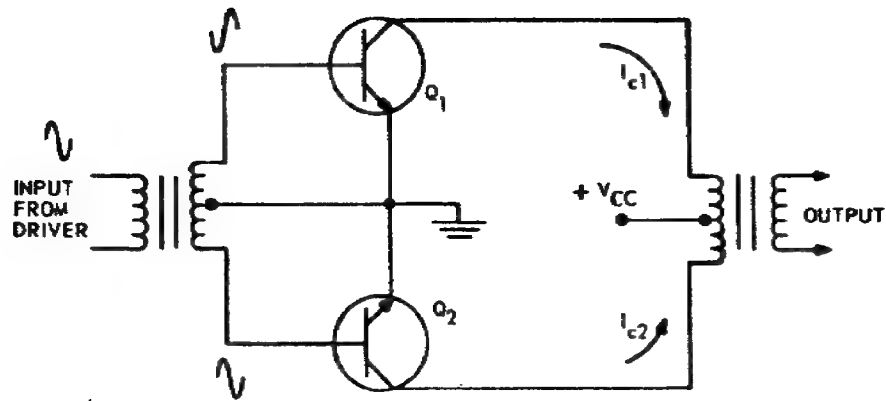 Q1
Ic1
INPUT
FROM
DRIVER
+ VCC
OUTPUT
Q2
Ic2